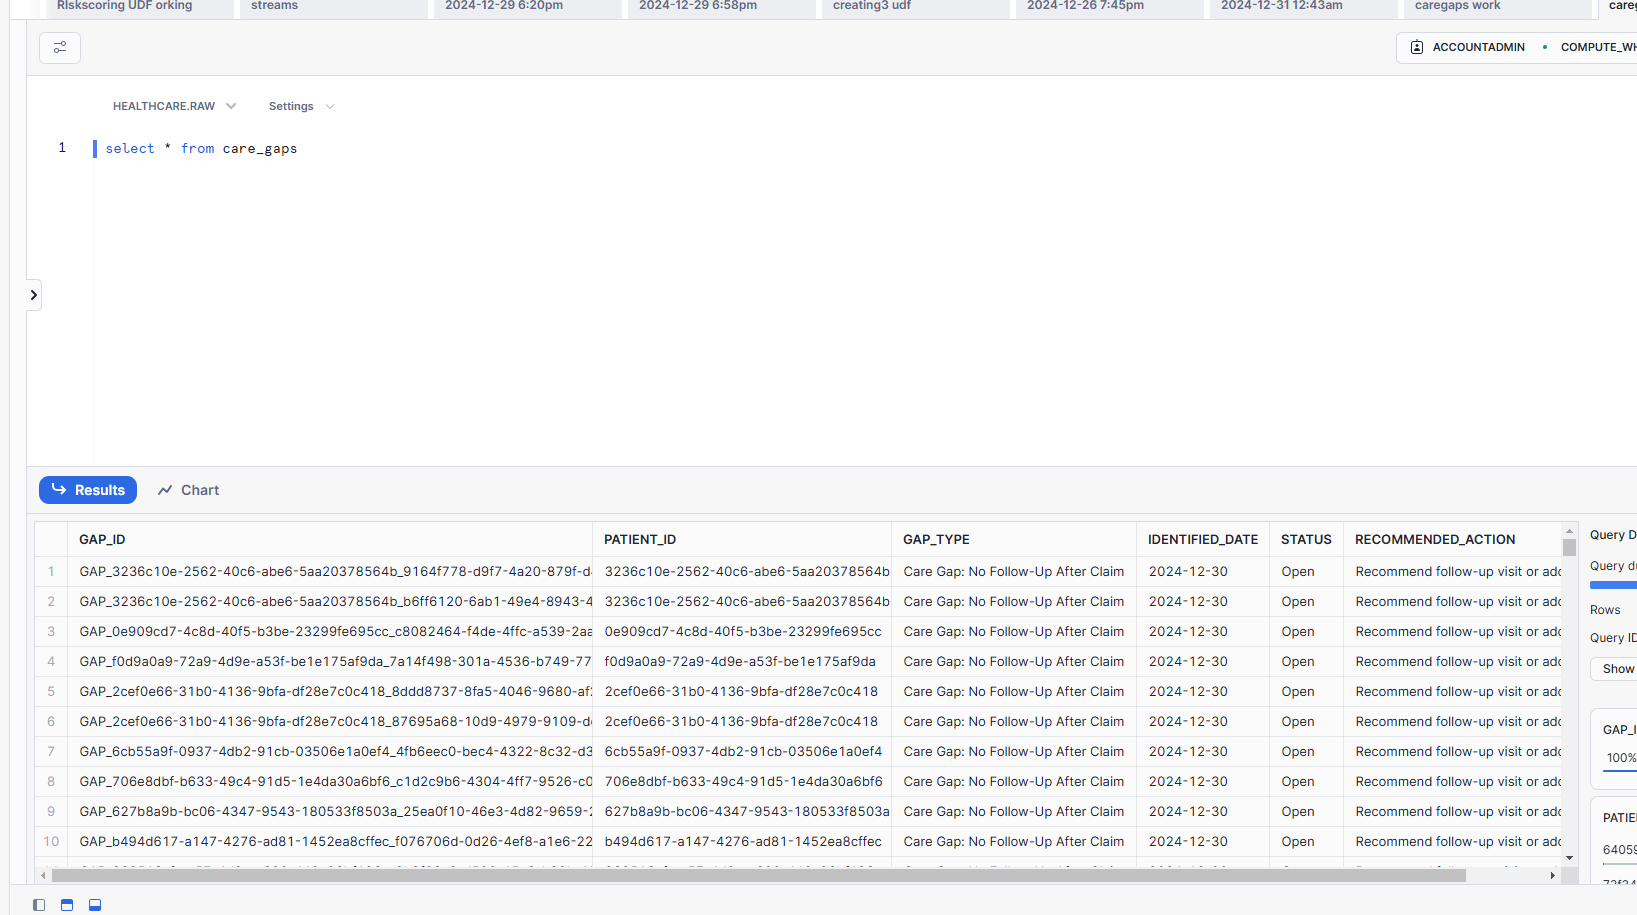 RIskscoring UDF orking streams 2024-12-29 6:20pm 2024-12-29 6:58pm creating3 udf 2024-12-26 7:45pm 2024-12-31 12:43am caregaps work
ACCOUNTADMIN COMPUTE_WH
HEALTHCARE.RAW Settings
1 select * from care_gaps
Results Chart
GAP_ID PATIENT_ID GAP_TYPE IDENTIFIED_DATE STATUS RECOMMENDED_ACTION
1 GAP_3236c10e-2562-40c6-abe6-5aa20378564b_9164f778-d9f7-4a20-879f-d 3236c10e-2562-40c6-abe6-5aa20378564b Care Gap: No Follow-Up After Claim 2024-12-30 Open Recommend follow-up visit or
2 GAP_3236c10e-2562-40c6-abe6-5aa20378564b_b6ff6120-6ab1-49e4-8943-4 3236c10e-2562-40c6-abe6-5aa20378564b Care Gap: No Follow-Up After Claim 2024-12-30 Open Recommend follow-up visit or
3 GAP_0e909cd7-4c8d-40f5-b3be-23299fe695cc_c8082464-f4de-4ffc-a539-2aa 0e909cd7-4c8d-40f5-b3be-23299fe695cc Care Gap: No Follow-Up After Claim 2024-12-30 Open Recommend follow-up visit or
4 GAP_f0d9a0a9-72a9-4d9e-a53f-be1e175af9da_7a14f498-301a-4536-b749-77 f0d9a0a9-72a9-4d9e-a53f-be1e175af9da Care Gap: No Follow-Up After Claim 2024-12-30 Open Recommend follow-up visit or
5 GAP_2cef0e66-31b0-4136-9bfa-df28e7c0c418_8ddd8737-8fa5-4046-9680-af 2cef0e66-31b0-4136-9bfa-df28e7c0c418 Care Gap: No Follow-Up After Claim 2024-12-30 Open Recommend follow-up visit or
6 GAP_2cef0e66-31b0-4136-9bfa-df28e7c0c418_87695a68-10d9-4979-9109-d 2cef0e66-31b0-4136-9bfa-df28e7c0c418 Care Gap: No Follow-Up After Claim 2024-12-30 Open Recommend follow-up visit or
7 GAP_6cb55a9f-0937-4db2-91cb-03506e1a0ef4_4fb6eec0-bec4-4322-8c32-d3 6cb55a9f-0937-4db2-91cb-03506e1a0ef4 Care Gap: No Follow-Up After Claim 2024-12-30 Open Recommend follow-up visit or
8 GAP_706e8dbf-b633-49c4-91d5-1e4da30a6bf6_c1d2c9b6-4304-4ff7-9526-c0 706e8dbf-b633-49c4-91d5-1e4da30a6bf6 Care Gap: No Follow-Up After Claim 2024-12-30 Open Recommend follow-up visit or
9 GAP_627b8a9b-bc06-4347-9543-180533f8503a_25ea0f10-46e3-4d82-9659- 627b8a9b-bc06-4347-9543-180533f8503a Care Gap: No Follow-Up After Claim 2024-12-30 Open Recommend follow-up visit or
10 GAP_b494d617-a147-4276-ad81-1452ea8cffec_f076706d-0d26-4ef8-a1e6-22 b494d617-a147-4276-ad81-1452ea8cffec Care Gap: No Follow-Up After Claim 2024-12-30 Open Recommend follow-up visit or
Query D
Query d
Rows
Query ID
Show
GAP_I
100%
PATIE
64059